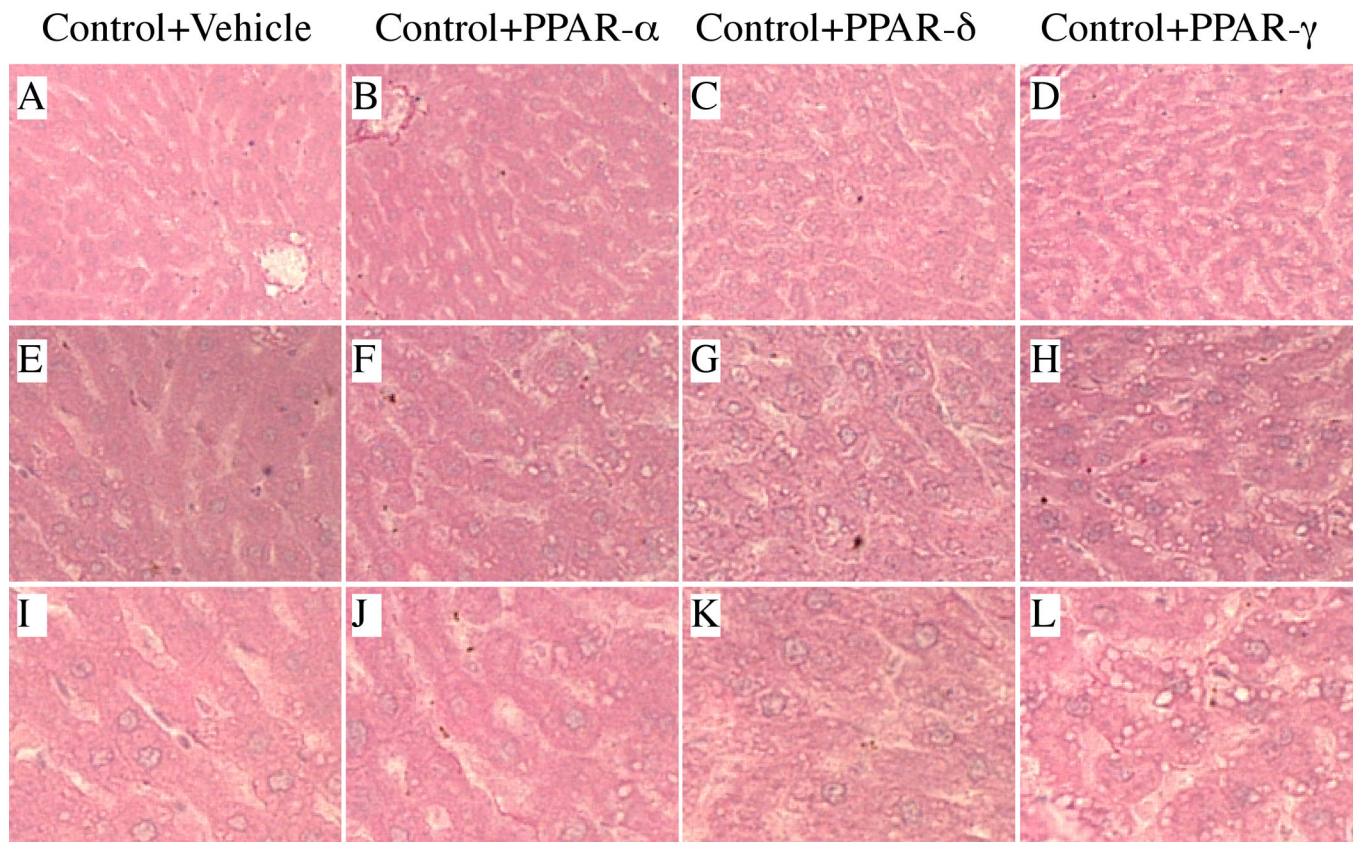 Control+Vehicle Control+PPAR-α Control+PPAR-δ Control+PPAR-γ
A B C D
E F G H
I J K L